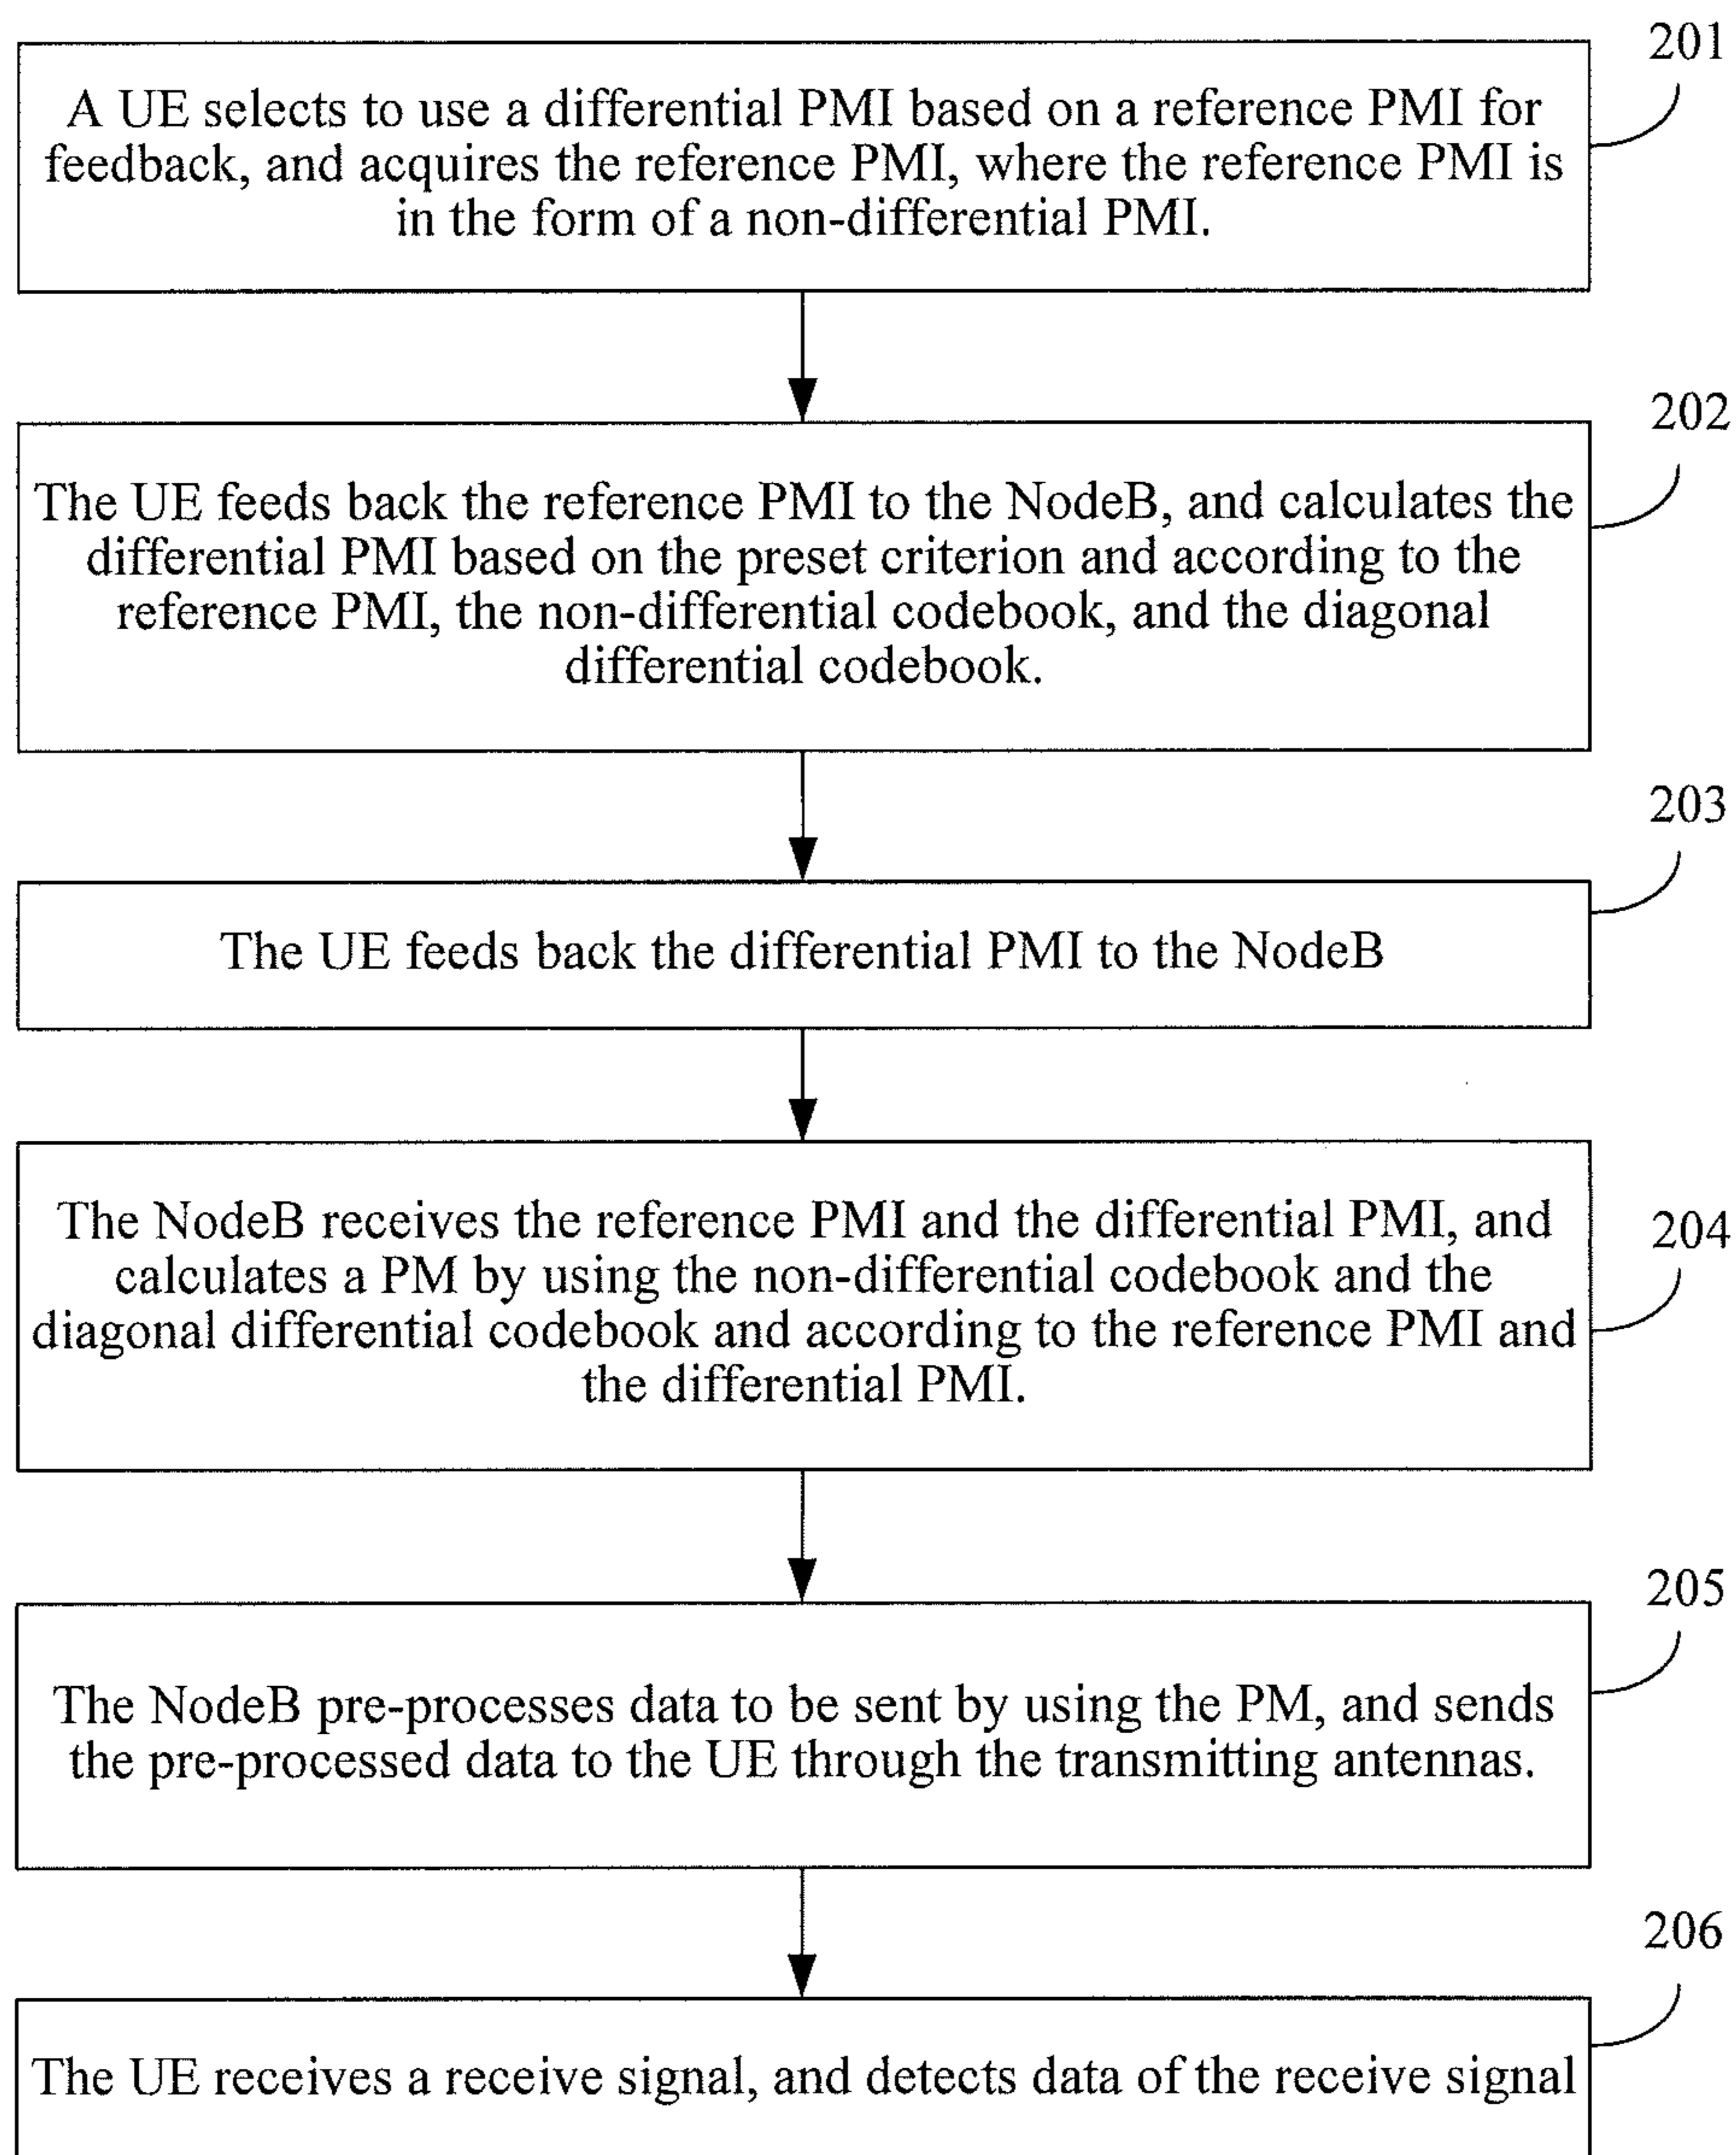 201
A UE selects to use a differential PMI based on a reference PMI for
feedback, and acquires the reference PMI, where the reference PMI is
in the form of a non-differential PMI.
202
The UE feeds back the reference PMI to the NodeB, and calculates the
differential PMI based on the preset criterion and according to the
reference PMI, the non-differential codebook, and the diagonal
differential codebook.
203
The UE feeds back the differential PMI to the NodeB
204
The NodeB receives the reference PMI and the differential PMI, and
calculates a PM by using the non-differential codebook and the
diagonal differential codebook and according to the reference PMI and
the differential PMI.
205
The NodeB pre-processes data to be sent by using the PM, and sends
the pre-processed data to the UE through the transmitting antennas.
206
The UE receives a receive signal, and detects data of the receive signal